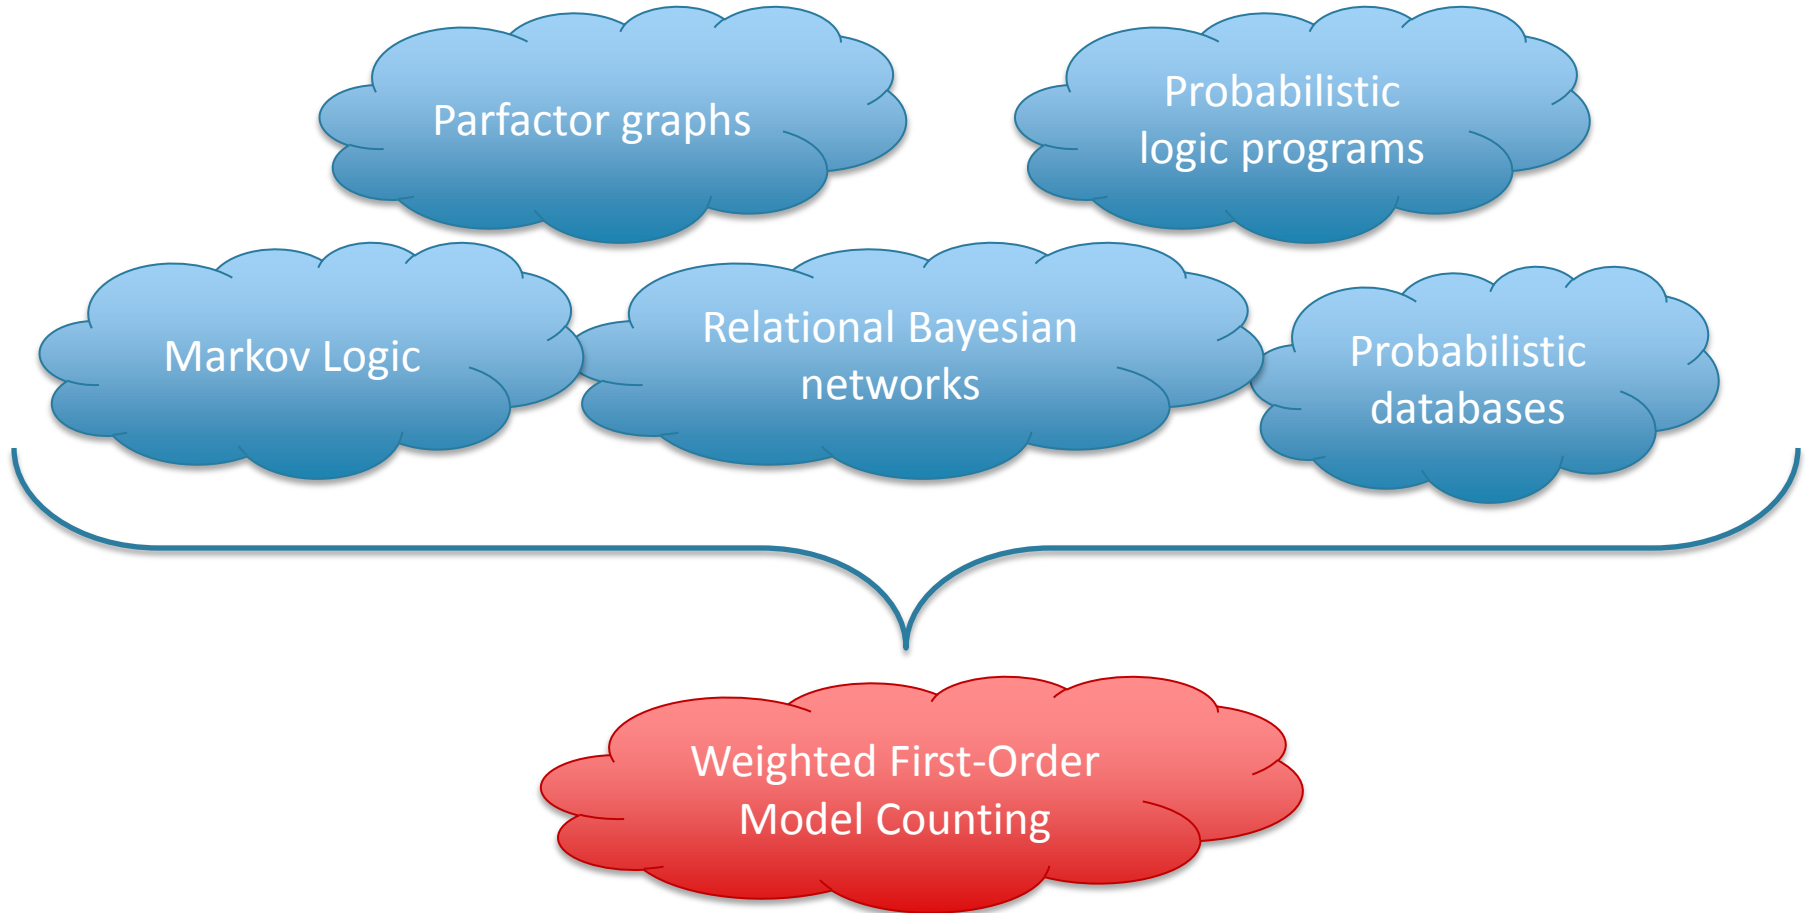 Parfactor graphs
Probabilistic
logic programs
Markov Logic
Relational Bayesian
networks
Probabilistic
databases
Weighted First-Order
Model Counting